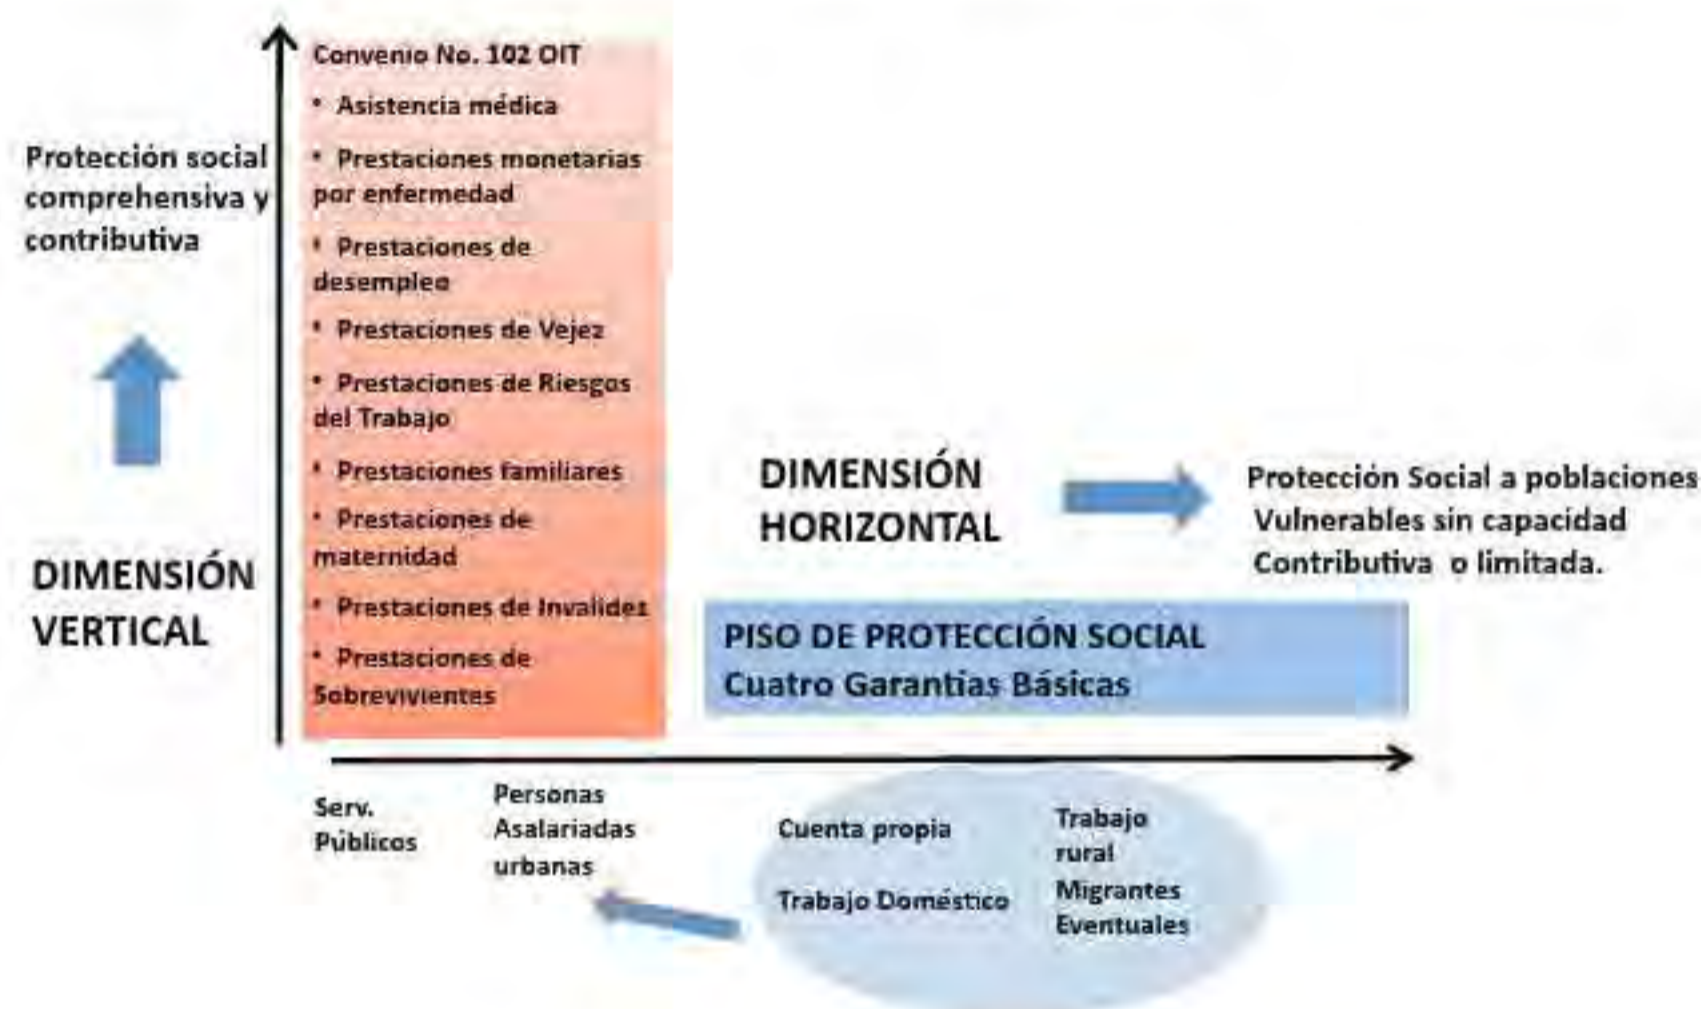 Convenio No. 102 OIT
• Asistencia médica
• Prestaciones monetarias
por enfermedad
• Prestaciones de
desempleo
• Prestaciones de Vejez
• Prestaciones de Riesgos
del Trabajo
• Prestaciones familiares
• Prestaciones de
maternidad
• Prestaciones de Invalidez
• Prestaciones de
Sobrevivientes
Protección social
comprehensiva y
contributiva
DIMENSIÓN
VERTICAL
DIMENSIÓN
HORIZONTAL
Protección Social a poblaciones
Vulnerables sin capacidad
Contributiva o limitada.
PISO DE PROTECCIÓN SOCIAL
Cuatro Garantías Básicas
Serv.
Públicos
Personas
Asalariadas
urbanas
Cuenta propia
Trabajo Doméstico
Trabajo
rural
Migrantes
Eventuales